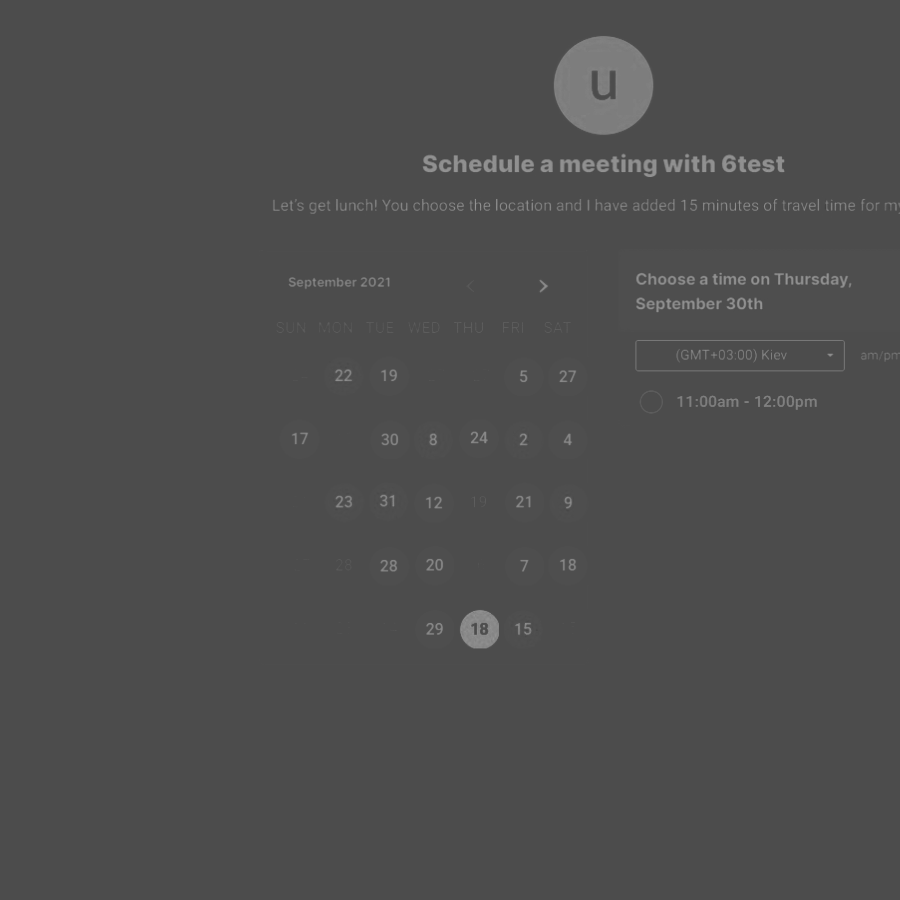 u
Schedule a meeting with 6test
Let's get lunch! You choose the location and I have added 15 minutes of travel time for my
September 2021
SUN MON TUE WED THU FRI SAT
22 19 5 27
17 30 8 24 2 4
23 31 12 19 21 9
28 28 20 7 18
29 18 15
Choose a time on Thursday,
September 30th
(GMT+03:00) Kiev am/pm
11:00am - 12:00pm